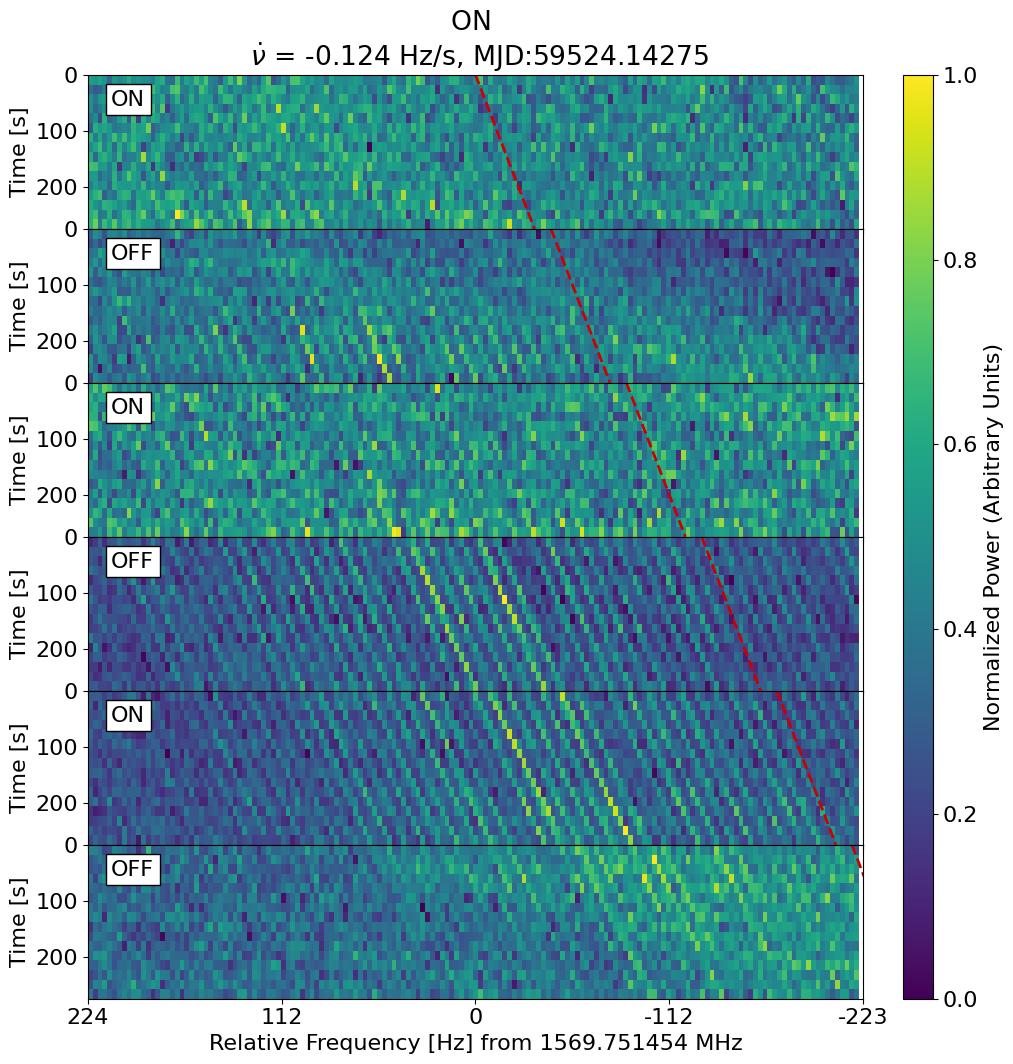 ON
ν̇ = -0.124 Hz/s, MJD:59524.14275
0
ON
100
200
Time [s]
0
OFF
100
200
Time [s]
0
ON
100
200
Time [s]
0
OFF
100
200
Time [s]
0
ON
100
200
Time [s]
0
OFF
100
200
Time [s]
224 112 0 -112 -223
Relative Frequency [Hz] from 1569.751454 MHz
1.0
0.8
0.6
0.4
0.2
0.0
Normalized Power (Arbitrary Units)